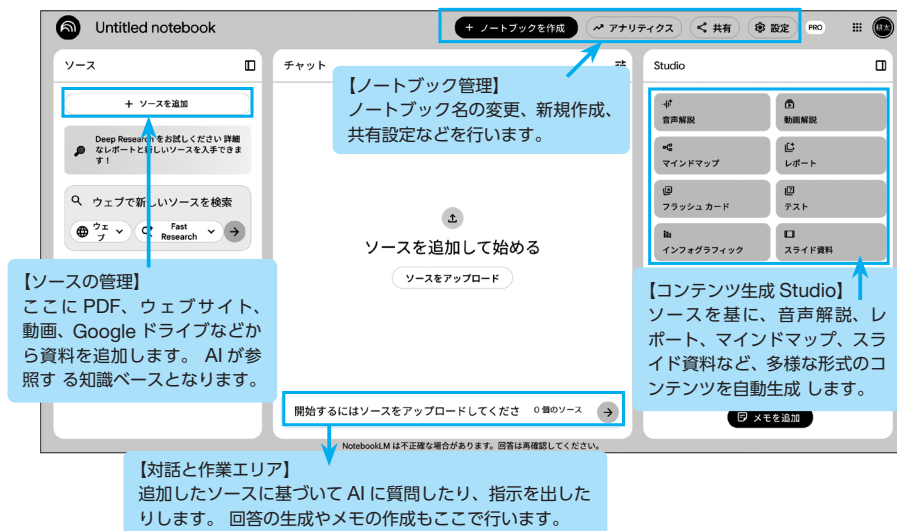 Untitled notebook
+ ノートブックを作成
アナリティクス
共有
設定
PRO
ソース
チャット
Studio
【ノートブック管理】
ノートブック名の変更、新規作成、
共有設定などを行います。
+ ソースを追加
Deep Research をお試しください 詳細
なレポートと新しいソースを入手できま
す！
ウェブで新しいソースを検索
ウェ
ブ
Fast
Research
ソースを追加して始める
ソースをアップロード
音声解説
動画解説
マインドマップ
レポート
フラッシュ カード
テスト
インフォグラフィック
スライド資料
【ソースの管理】
ここに PDF、ウェブサイト、
動画、Google ドライブなどか
ら資料を追加します。 AI が参
照す る知識ベースとなります。
【コンテンツ生成 Studio】
ソースを基に、音声解説、レ
ポート、マインドマップ、スラ
イド資料など、多様な形式のコ
ンテンツを自動生成 します。
開始するにはソースをアップロードしてくださ
0 個のソース
メモを追加
NotebookLM は不正確な場合があります。回答は再確認してください。
【対話と作業エリア】
追加したソースに基づいて AI に質問したり、指示を出した
りします。 回答の生成やメモの作成もここで行います。